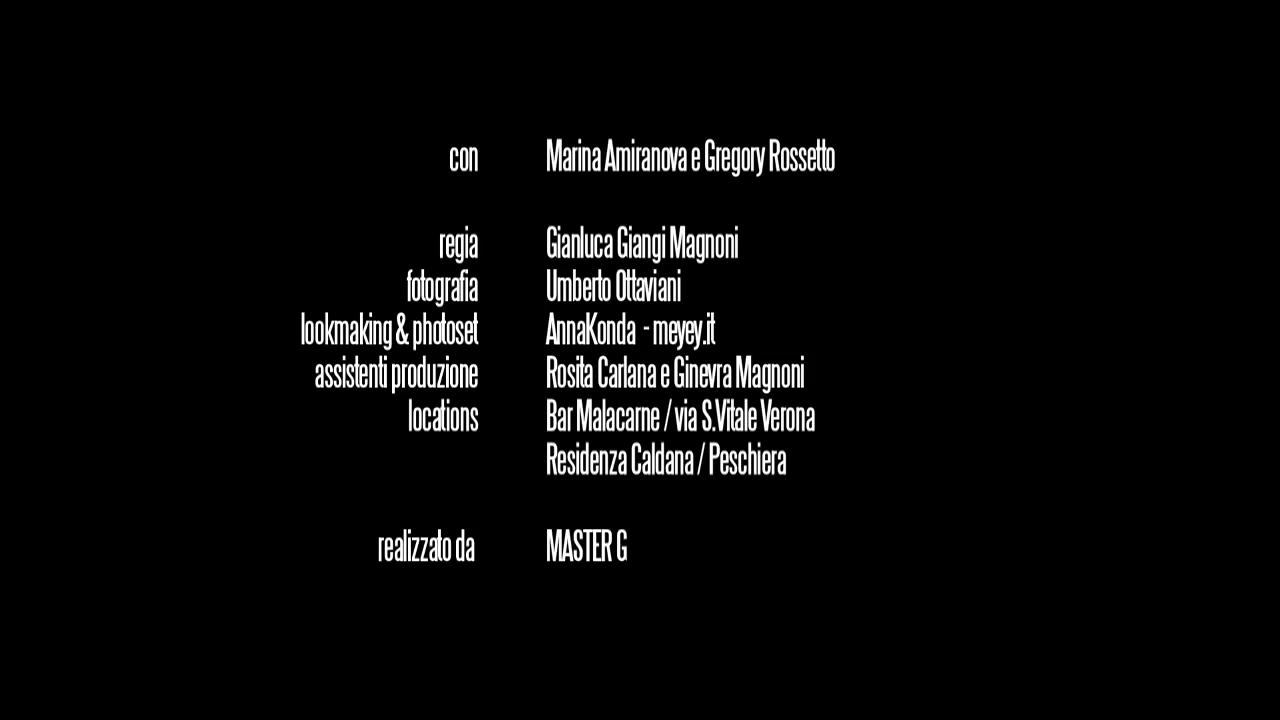 con Marina Amiranova e Gregory Rossetto
regia Gianluca Giangi Magnoni
fotografia Umberto Ottaviani
lookmaking & photoset AnnaKonda - meyey.it
assistenti produzione Rosita Carlana e Ginevra Magnoni
locations Bar Malacarne / via S.Vitale Verona
Residenza Caldana / Peschiera
realizzato da MASTER G